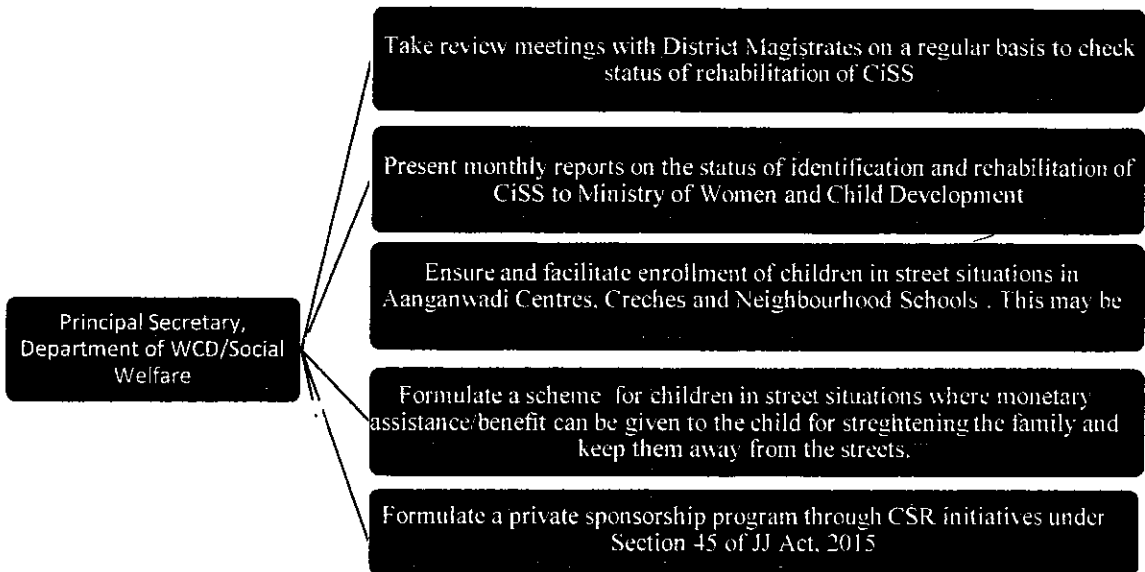 Take review meetings with District Magistrates on a regular basis to check
status of rehabilitation of CiSS
Present monthly reports on the status of identification and rehabilitation of
CiSS to Ministry of Women and Child Development
Ensure and facilitate enrollment of children in street situations in
Aanganwadi Centres, Creches and Neighbourhood Schools . This may be
Principal Secretary,
Department of WCD/Social
Welfare
Formulate a scheme for children in street situations where monetary
assistance/benefit can be given to the child for streghtening the family and
keep them away from the streets.
Formulate a private sponsorship program through CSR initiatives under
Section 45 of JJ Act, 2015